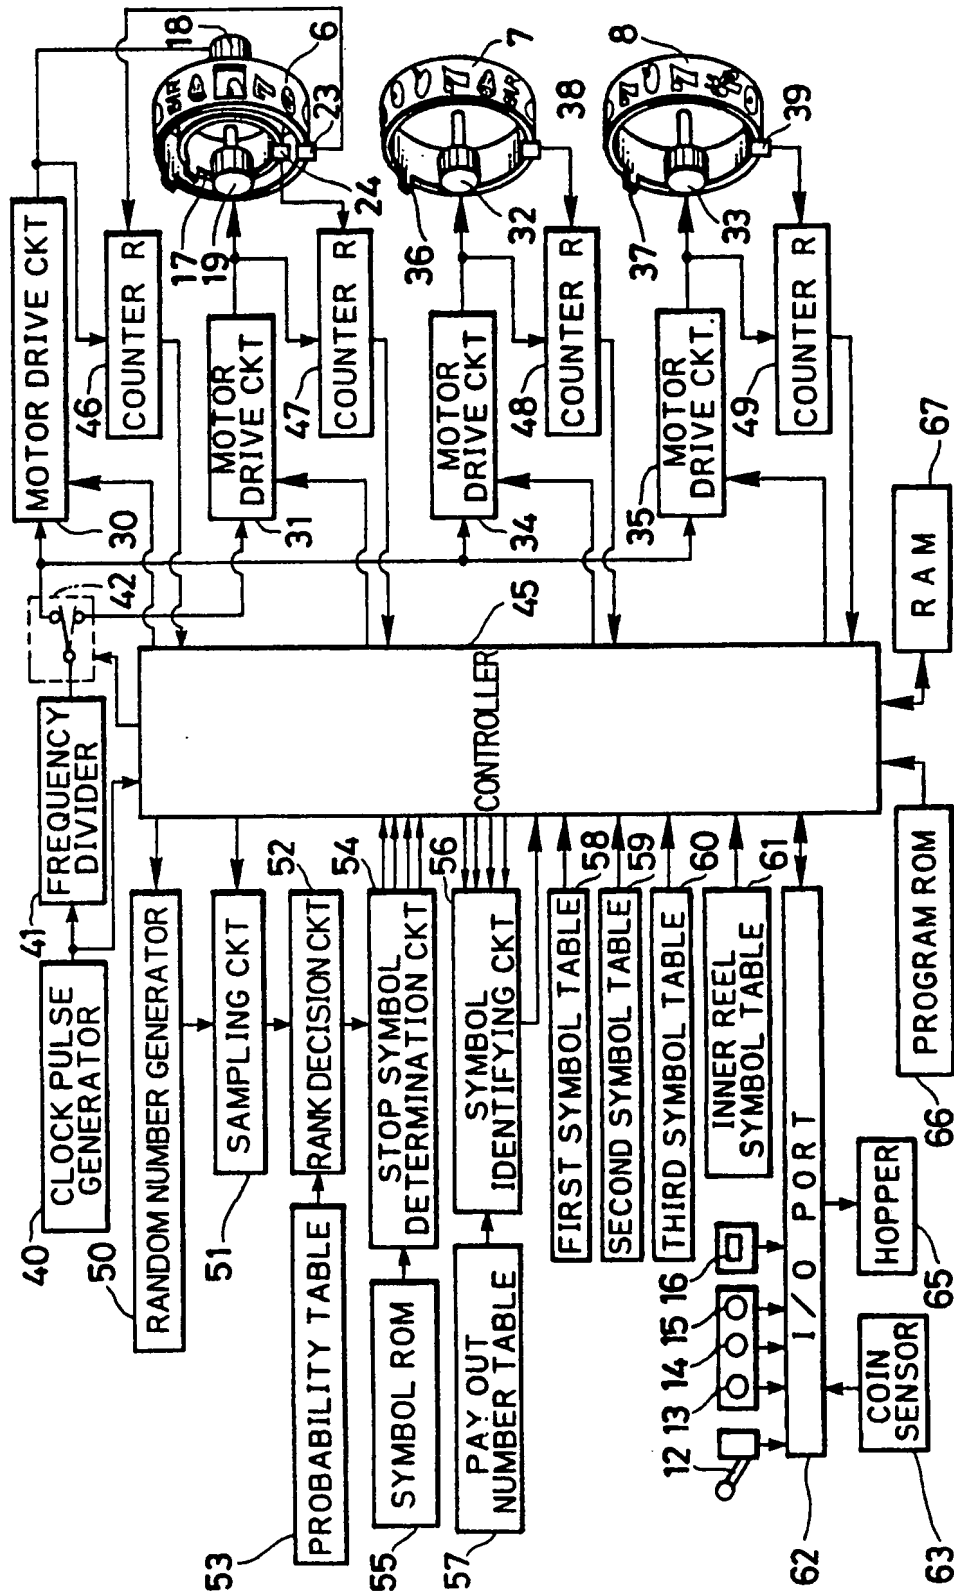 40
CLOCK PULSE
GENERATOR
41
FREQUENCY
DIVIDER
42
30
MOTOR DRIVE CKT
46
COUNTER R
18
6
23
17
19
24
50
RANDOM NUMBER GENERATOR
51
SAMPLING CKT
31
MOTOR
DRIVE CKT
47
COUNTER R
BAR
7
53
PROBABILITY TABLE
52
RANK DECISION CKT
55
SYMBOL ROM
54
STOP SYMBOL
DETERMINATION CKT
34
MOTOR
DRIVE CKT
48
COUNTER R
36
32
38
7
7
BAR
57
PAY OUT
NUMBER TABLE
56
SYMBOL
IDENTIFYING CKT
CONTROLLER
45
58
FIRST SYMBOL TABLE
59
SECOND SYMBOL TABLE
60
THIRD SYMBOL TABLE
61
INNER REEL
SYMBOL TABLE
35
MOTOR
DRIVE CKT.
49
COUNTER R
37
33
39
8
7
7
12
13
14
15
16
62
I/O PORT
63
COIN
SENSOR
65
HOPPER
66
PROGRAM ROM
67
RAM